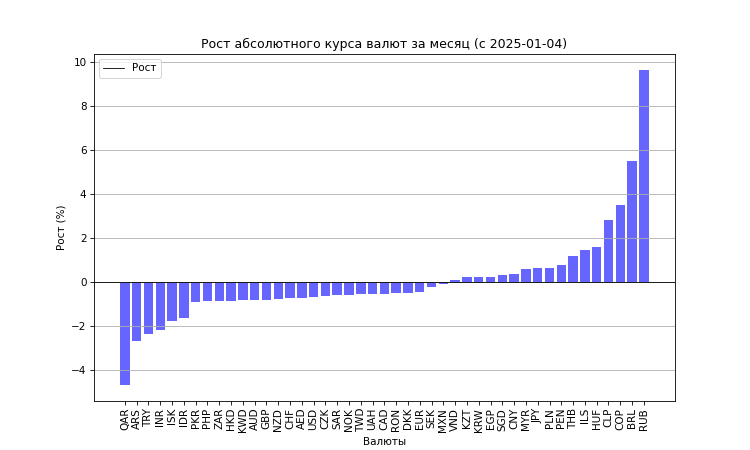 Рост абсолютного курса валют за месяц (с 2025-01-04)
Рост
10
8
6
4
2
0
−2
−4
Рост (%)
QAR ARS TRY INR ISK IDR PKR PHP ZAR HKD KWD AUD GBP NZD CHF AED USD CZK SAR NOK TWD UAH CAD RON DKK EUR SEK MXN VND KZT KRW EGP SGD CNY MYR JPY PLN PEN THB ILS HUF CLP COP BRL RUB
Валюты